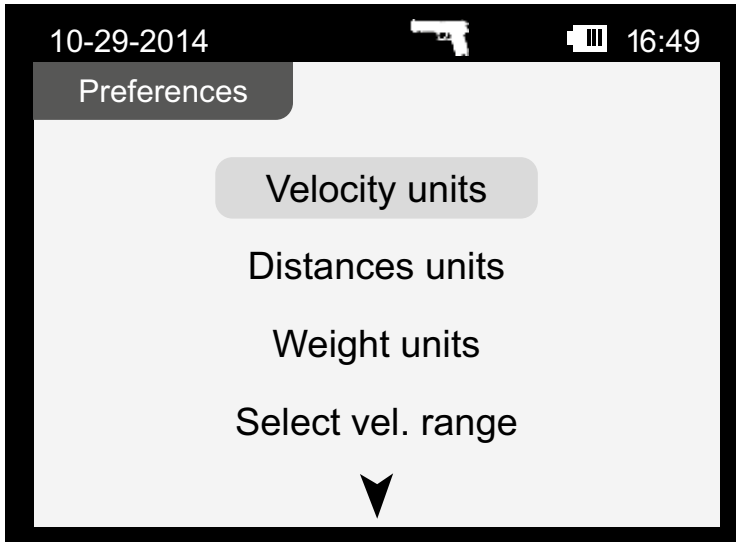 10-29-2014 16:49
Preferences
Velocity units
Distances units
Weight units
Select vel. range